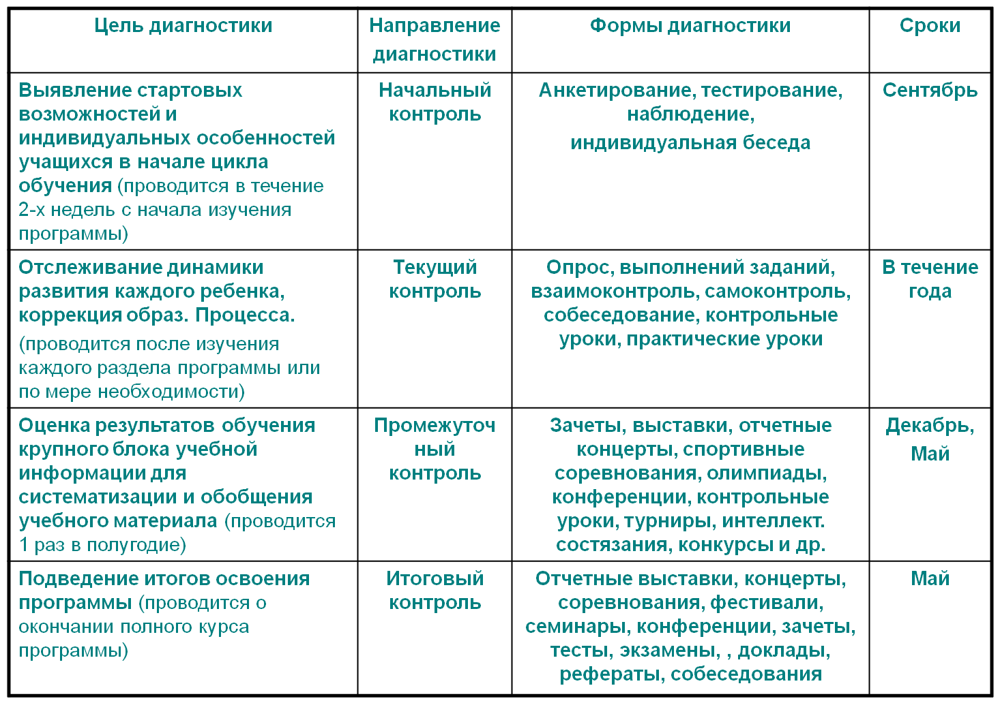 Цель диагностики
Направление
диагностики
Формы диагностики
Сроки
Выявление стартовых
возможностей и
индивидуальных особенностей
учащихся в начале цикла
обучения (проводится в течение
2-х недель с начала изучения
программы)
Начальный
контроль
Анкетирование, тестирование,
наблюдение,
индивидуальная беседа
Сентябрь
Отслеживание динамики
развития каждого ребенка,
коррекция образ. Процесса.
(проводится после изучения
каждого раздела программы или
по мере необходимости)
Текущий
контроль
Опрос, выполнений заданий,
взаимоконтроль, самоконтроль,
собеседование, контрольные
уроки, практические уроки
В течение
года
Оценка результатов обучения
крупного блока учебной
информации для
систематизации и обобщения
учебного материала (проводится
1 раз в полугодие)
Промежуточ
ный
контроль
Зачеты, выставки, отчетные
концерты, спортивные
соревнования, олимпиады,
конференции, контрольные
уроки, турниры, интеллект.
состязания, конкурсы и др.
Декабрь,
Май
Подведение итогов освоения
программы (проводится о
окончании полного курса
программы)
Итоговый
контроль
Отчетные выставки, концерты,
соревнования, фестивали,
семинары, конференции, зачеты,
тесты, экзамены, , доклады,
рефераты, собеседования
Май